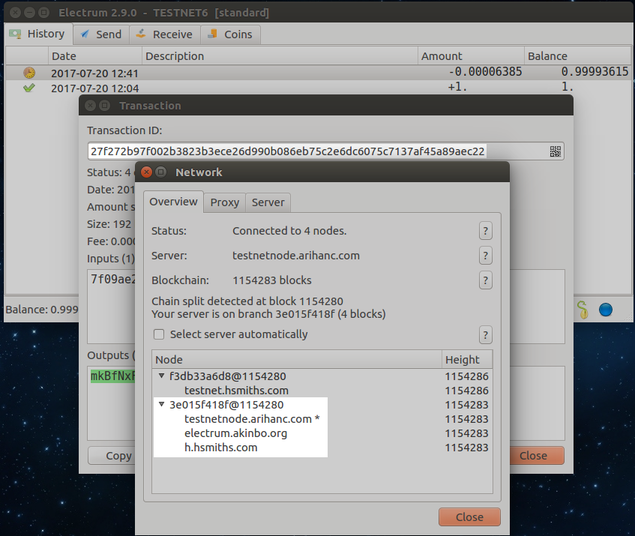 Electrum 2.9.0 - TESTNET6 [standard]
History Send Receive Coins
Date Description Amount Balance
2017-07-20 12:41 -0.00006385 0.99993615
2017-07-20 12:04 +1. 1.
Transaction
Transaction ID:
27f272b97f002b3823b3ece26d990b086eb75c2e6dc6075c7137af45a89aec22
Status: 4
Date: 201
Amount s
Size: 192
Fee: 0.000
Inputs (1)
7f09ae2
Balance: 0.999
Outputs (
mkBfNxF
Copy
Close
Network
Overview Proxy Server
Status: Connected to 4 nodes. ?
Server: testnetnode.arihanc.com ?
Blockchain: 1154283 blocks ?
Chain split detected at block 1154280
Your server is on branch 3e015f418f (4 blocks)
Select server automatically ?
Node Height
f3db33a6d8@1154280 1154286
testnet.hsmiths.com 1154286
3e015f418f@1154280 1154283
testnetnode.arihanc.com * 1154283
electrum.akinbo.org 1154283
h.hsmiths.com 1154283
Close